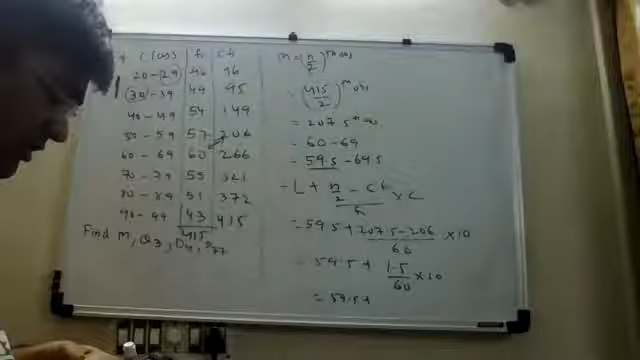 Class f cf
20-29 46 46
30-39 49 95
40-49 54 149
50-59 57 206
60-69 60 266
70-79 55 321
80-89 51 372
90-99 43 415
415
Find M, Q3, D4, P77
M = (n/2)th obs
(415/2)th obs
= 207.5th obs
- 60-69
- 59.5-69.5
- L + n/2 - cf / f × c
= 59.5 + 207.5-206 / 60 × 10
= 59.5 + 1.5/60 × 10
= 59.5 +